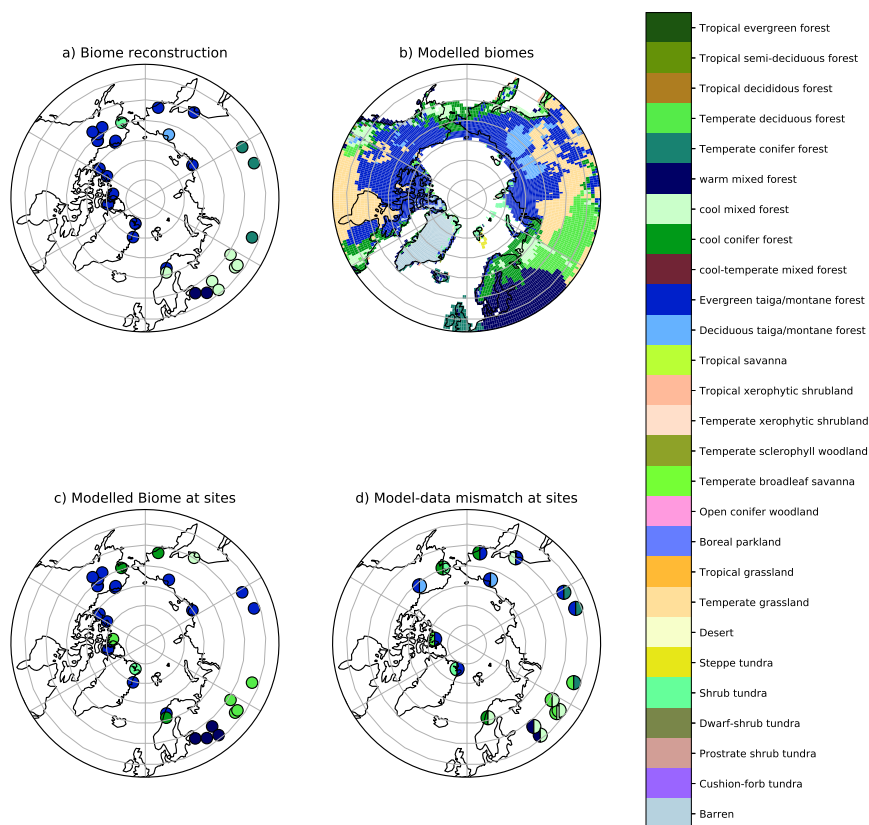 a) Biome reconstruction
b) Modelled biomes
c) Modelled Biome at sites
d) Model-data mismatch at sites
Tropical evergreen forest
Tropical semi-deciduous forest
Tropical decididous forest
Temperate deciduous forest
Temperate conifer forest
warm mixed forest
cool mixed forest
cool conifer forest
cool-temperate mixed forest
Evergreen taiga/montane forest
Deciduous taiga/montane forest
Tropical savanna
Tropical xerophytic shrubland
Temperate xerophytic shrubland
Temperate sclerophyll woodland
Temperate broadleaf savanna
Open conifer woodland
Boreal parkland
Tropical grassland
Temperate grassland
Desert
Steppe tundra
Shrub tundra
Dwarf-shrub tundra
Prostrate shrub tundra
Cushion-forb tundra
Barren